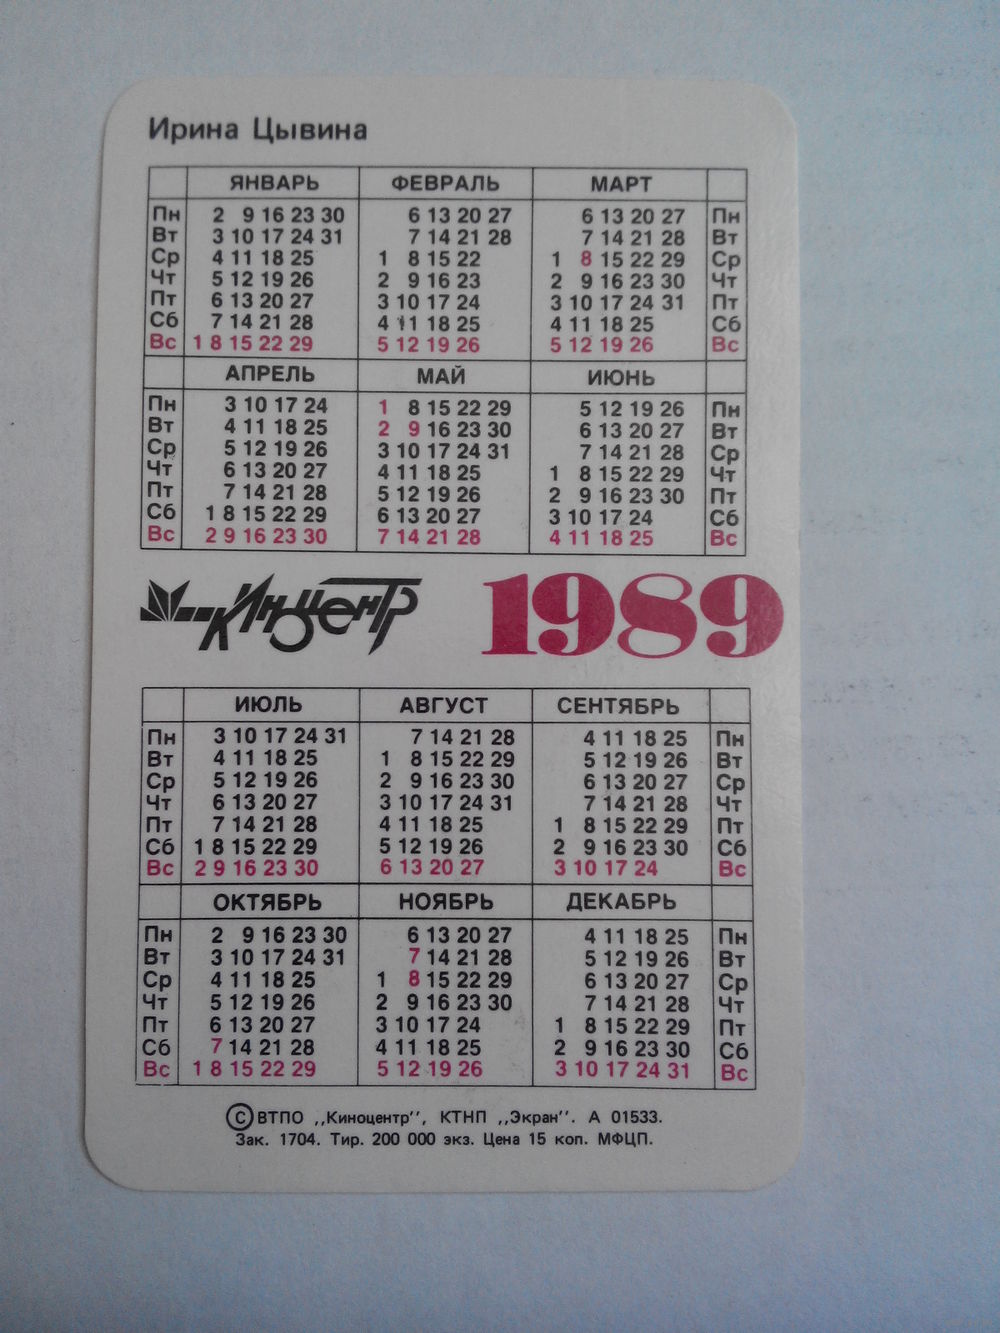 Ирина Цывина
ЯНВАРЬ ФЕВРАЛЬ МАРТ
Пн 2 9 16 23 30 6 13 20 27 6 13 20 27 Пн
Вт 3 10 17 24 31 7 14 21 28 7 14 21 28 Вт
Ср 4 11 18 25 1 8 15 22 1 8 15 22 29 Ср
Чт 5 12 19 26 2 9 16 23 2 9 16 23 30 Чт
Пт 6 13 20 27 3 10 17 24 3 10 17 24 31 Пт
Сб 7 14 21 28 4 11 18 25 4 11 18 25 Сб
Вс 1 8 15 22 29 5 12 19 26 5 12 19 26 Вс
АПРЕЛЬ МАЙ ИЮНЬ
Пн 3 10 17 24 1 8 15 22 29 5 12 19 26 Пн
Вт 4 11 18 25 2 9 16 23 30 6 13 20 27 Вт
Ср 5 12 19 26 3 10 17 24 31 7 14 21 28 Ср
Чт 6 13 20 27 4 11 18 25 1 8 15 22 29 Чт
Пт 7 14 21 28 5 12 19 26 2 9 16 23 30 Пт
Сб 1 8 15 22 29 6 13 20 27 3 10 17 24 Сб
Вс 2 9 16 23 30 7 14 21 28 4 11 18 25 Вс
Киноцентр 1989
ИЮЛЬ АВГУСТ СЕНТЯБРЬ
Пн 3 10 17 24 31 7 14 21 28 4 11 18 25 Пн
Вт 4 11 18 25 1 8 15 22 29 5 12 19 26 Вт
Ср 5 12 19 26 2 9 16 23 30 6 13 20 27 Ср
Чт 6 13 20 27 3 10 17 24 31 7 14 21 28 Чт
Пт 7 14 21 28 4 11 18 25 1 8 15 22 29 Пт
Сб 1 8 15 22 29 5 12 19 26 2 9 16 23 30 Сб
Вс 2 9 16 23 30 6 13 20 27 3 10 17 24 Вс
ОКТЯБРЬ НОЯБРЬ ДЕКАБРЬ
Пн 2 9 16 23 30 6 13 20 27 4 11 18 25 Пн
Вт 3 10 17 24 31 7 14 21 28 5 12 19 26 Вт
Ср 4 11 18 25 1 8 15 22 29 6 13 20 27 Ср
Чт 5 12 19 26 2 9 16 23 30 7 14 21 28 Чт
Пт 6 13 20 27 3 10 17 24 1 8 15 22 29 Пт
Сб 7 14 21 28 4 11 18 25 2 9 16 23 30 Сб
Вс 1 8 15 22 29 5 12 19 26 3 10 17 24 31 Вс
© ВТПО ,,Киноцентр'', КТНП ,,Экран''. А 01533.
Зак. 1704. Тир. 200 000 экз. Цена 15 коп. МФЦП.